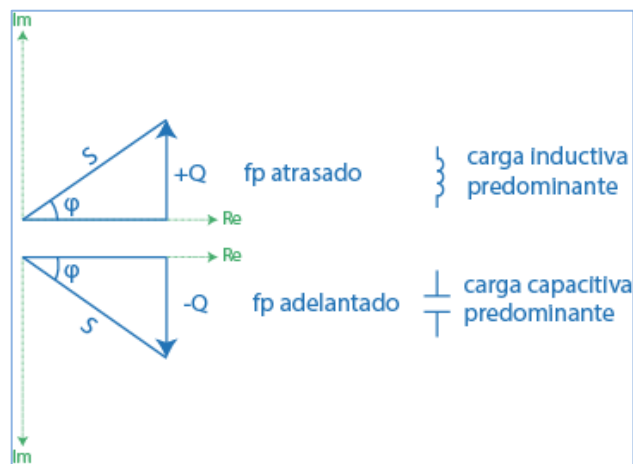 Im
S
φ
+Q
fp atrasado
carga inductiva
predominante
Re
Re
φ
S
-Q
fp adelantado
carga capacitiva
predominante
Im